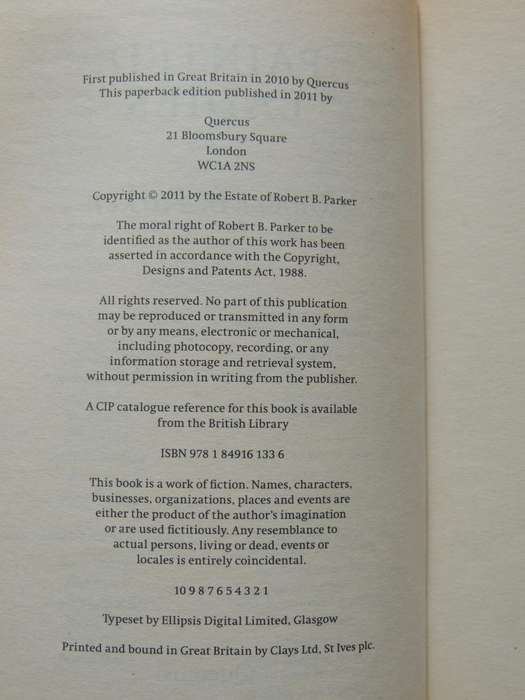 First published in Great Britain in 2010 by Quercus
This paperback edition published in 2011 by
Quercus
21 Bloomsbury Square
London
WC1A 2NS
Copyright © 2011 by the Estate of Robert B. Parker
The moral right of Robert B. Parker to be
identified as the author of this work has been
asserted in accordance with the Copyright,
Designs and Patents Act, 1988.
All rights reserved. No part of this publication
may be reproduced or transmitted in any form
or by any means, electronic or mechanical,
including photocopy, recording, or any
information storage and retrieval system,
without permission in writing from the publisher.
A CIP catalogue reference for this book is available
from the British Library
ISBN 978 1 84916 133 6
This book is a work of fiction. Names, characters,
businesses, organizations, places and events are
either the product of the author's imagination
or are used fictitiously. Any resemblance to
actual persons, living or dead, events or
locales is entirely coincidental.
10 9 8 7 6 5 4 3 2 1
Typeset by Ellipsis Digital Limited, Glasgow
Printed and bound in Great Britain by Clays Ltd, St Ives plc.